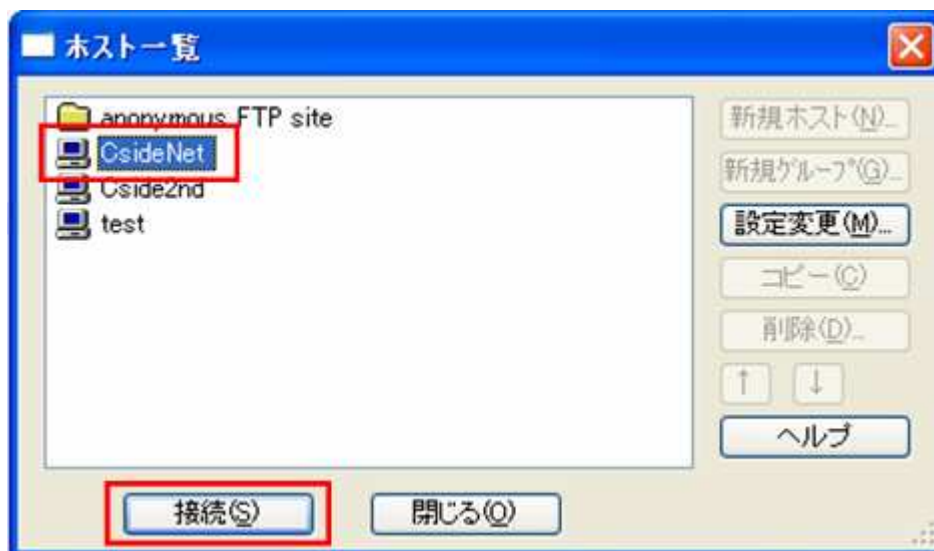 ホスト一覧
anonymous FTP site
CsideNet
Cside2nd
test
新規ホスト(N)...
新規グループ(G)...
設定変更(M)...
コピー(C)
削除(D)...
↑ ↓
ヘルプ
接続(S)
閉じる(O)